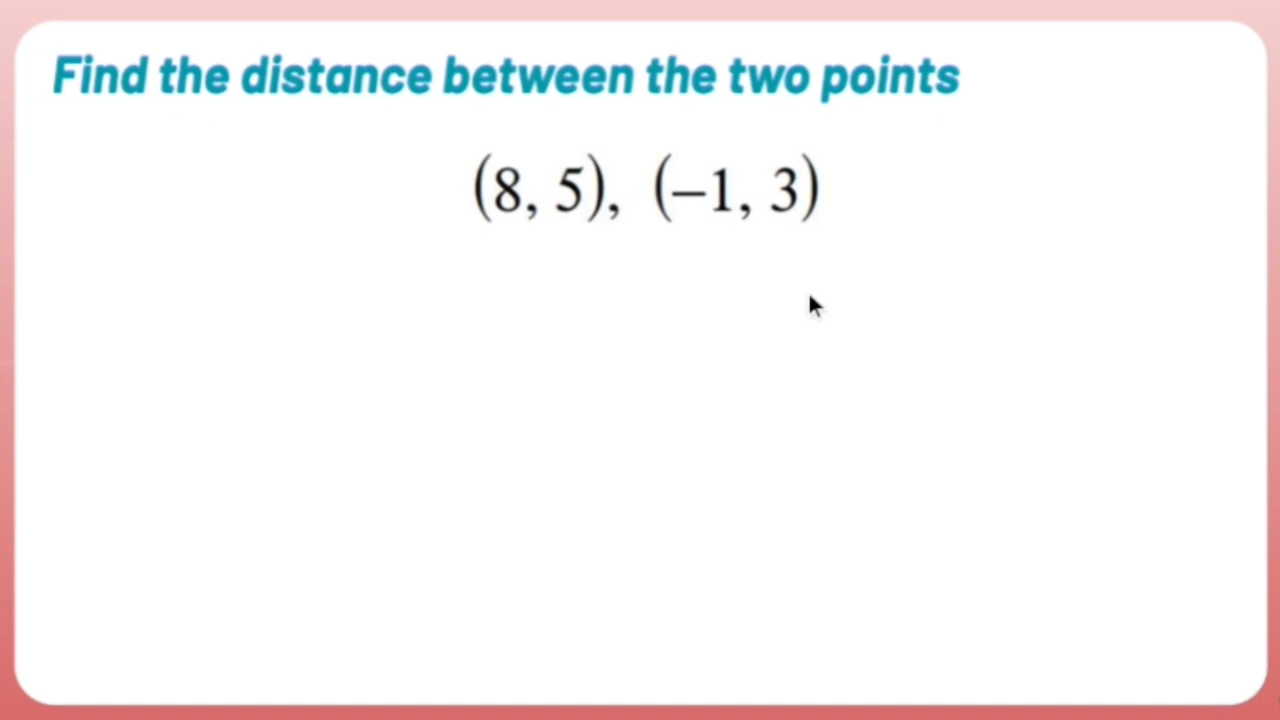 Find the distance between the two points
(8, 5), (−1, 3)